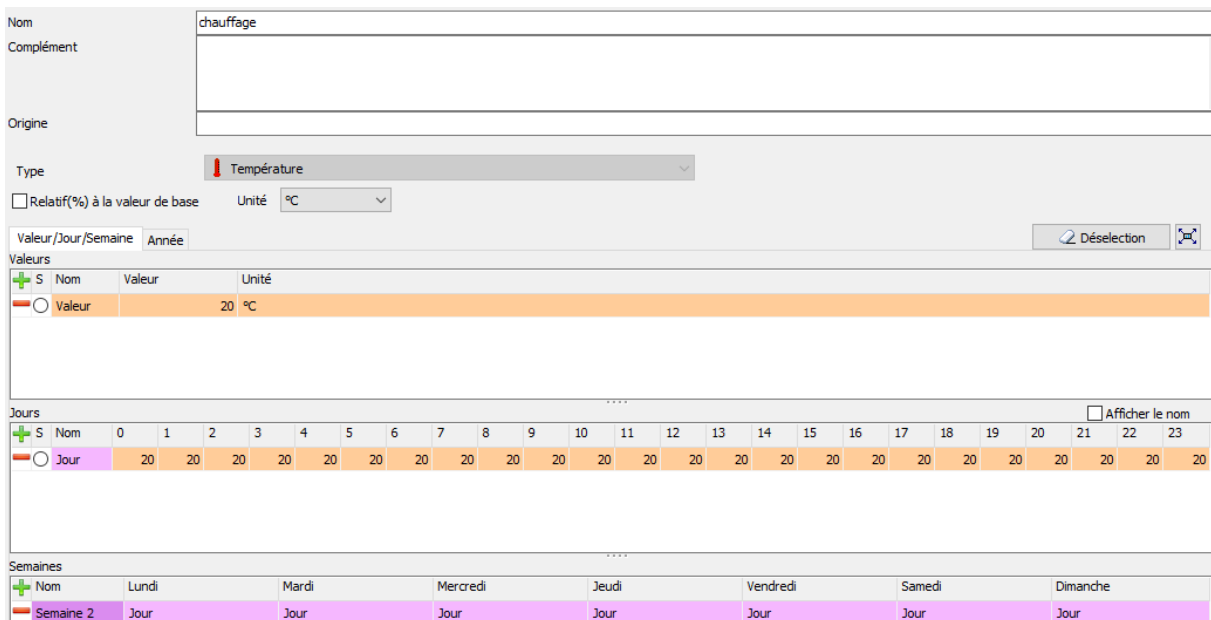 Nom chauffage
Complément
Origine
Type Température
Relatif(%) à la valeur de base Unité °C
Valeur/Jour/Semaine Année Déselection
Valeurs
S Nom Valeur Unité
Valeur 20 °C
Jours Afficher le nom
S Nom 0 1 2 3 4 5 6 7 8 9 10 11 12 13 14 15 16 17 18 19 20 21 22 23
Jour 20 20 20 20 20 20 20 20 20 20 20 20 20 20 20 20 20 20 20 20 20 20 20 20
Semaines
Nom Lundi Mardi Mercredi Jeudi Vendredi Samedi Dimanche
Semaine 2 Jour Jour Jour Jour Jour Jour Jour